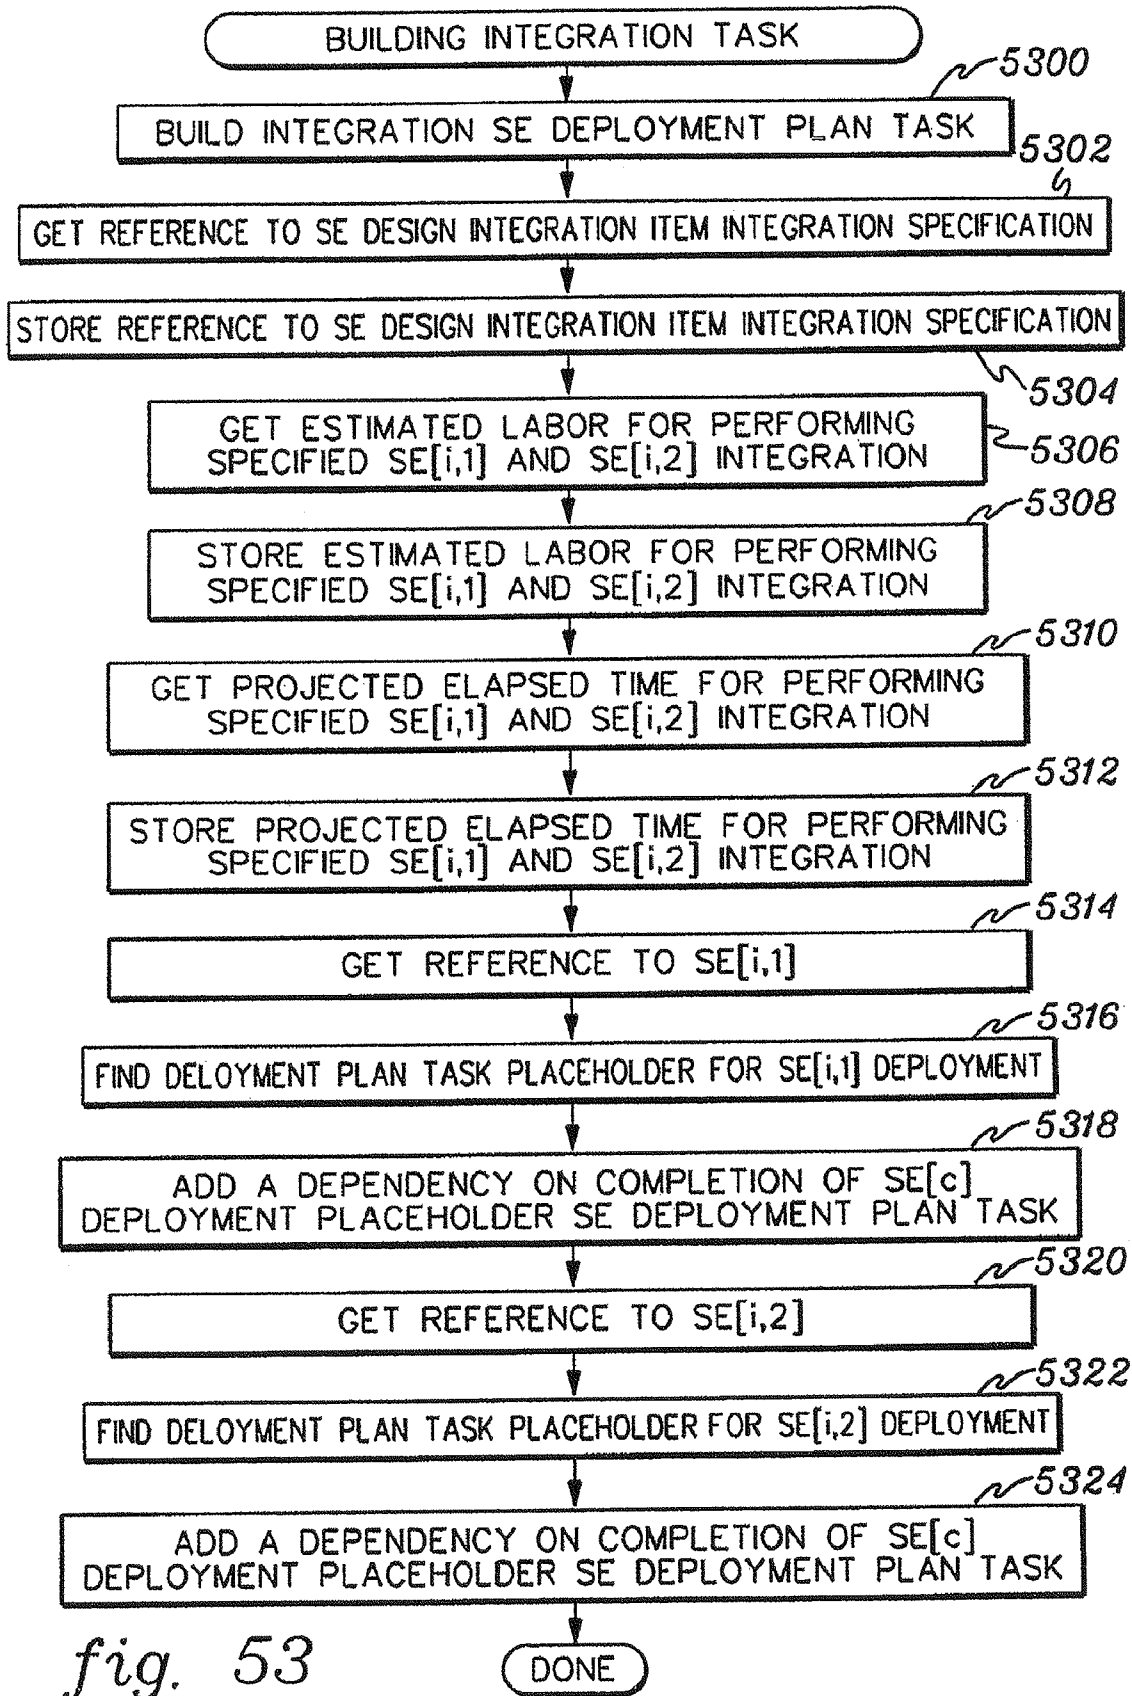 BUILDING INTEGRATION TASK
5300
BUILD INTEGRATION SE DEPLOYMENT PLAN TASK
5302
GET REFERENCE TO SE DESIGN INTEGRATION ITEM INTEGRATION SPECIFICATION
STORE REFERENCE TO SE DESIGN INTEGRATION ITEM INTEGRATION SPECIFICATION
5304
GET ESTIMATED LABOR FOR PERFORMING
SPECIFIED SE[i,1] AND SE[i,2] INTEGRATION
5306
5308
STORE ESTIMATED LABOR FOR PERFORMING
SPECIFIED SE[i,1] AND SE[i,2] INTEGRATION
5310
GET PROJECTED ELAPSED TIME FOR PERFORMING
SPECIFIED SE[i,1] AND SE[i,2] INTEGRATION
5312
STORE PROJECTED ELAPSED TIME FOR PERFORMING
SPECIFIED SE[i,1] AND SE[i,2] INTEGRATION
5314
GET REFERENCE TO SE[i,1]
5316
FIND DELOYMENT PLAN TASK PLACEHOLDER FOR SE[i,1] DEPLOYMENT
5318
ADD A DEPENDENCY ON COMPLETION OF SE[c]
DEPLOYMENT PLACEHOLDER SE DEPLOYMENT PLAN TASK
5320
GET REFERENCE TO SE[i,2]
5322
FIND DELOYMENT PLAN TASK PLACEHOLDER FOR SE[i,2] DEPLOYMENT
5324
ADD A DEPENDENCY ON COMPLETION OF SE[c]
DEPLOYMENT PLACEHOLDER SE DEPLOYMENT PLAN TASK
DONE
fig. 53